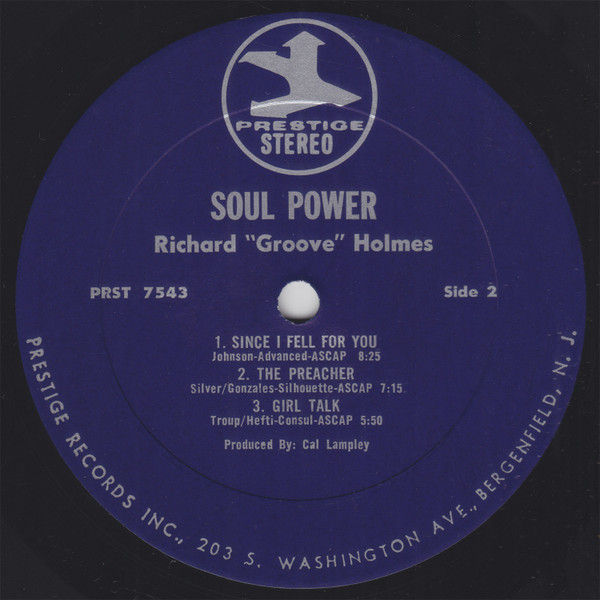 PRESTIGE
STEREO
SOUL POWER
Richard "Groove" Holmes
PRST 7543
Side 2
1. SINCE I FELL FOR YOU
Johnson-Advanced-ASCAP 8:25
2. THE PREACHER
Silver/Gonzales-Silhouette-ASCAP 7:15
3. GIRL TALK
Troup/Hefti-Consul-ASCAP 5:50
Produced By: Cal Lampley
PRESTIGE RECORDS INC., 203 S. WASHINGTON AVE., BERGENFIELD, N. J.